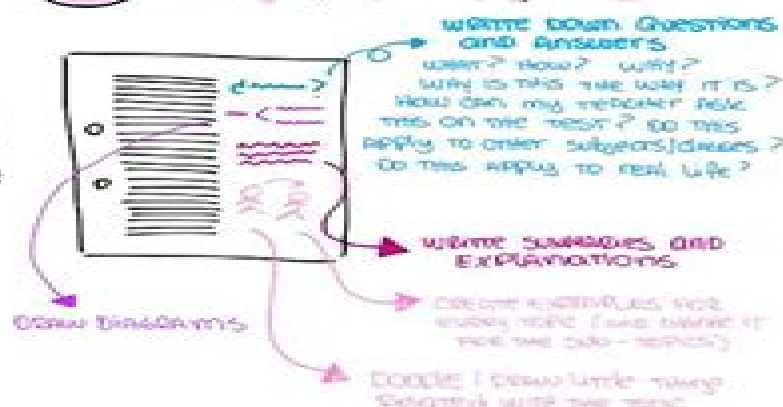 WRITE DOWN QUESTIONS
AND ANSWERS
WHAT? HOW? WHY?
WHY IS THIS THE WAY IT IS?
HOW CAN MY TEACHER ASK
THIS ON THE TEST? DO THIS
APPLY TO OTHER SUBJECTS/CLASSES?
DO THIS APPLY TO REAL LIFE?
WRITE SUMMARIES AND
EXPLANATIONS
DRAW DIAGRAMS
CREATE EXAMPLES FOR
EVERY TOPIC (AND
FOR THE SUB-TOPICS)
DOODLE / DRAW LITTLE THINGS
RELATED WITH THE TOPIC